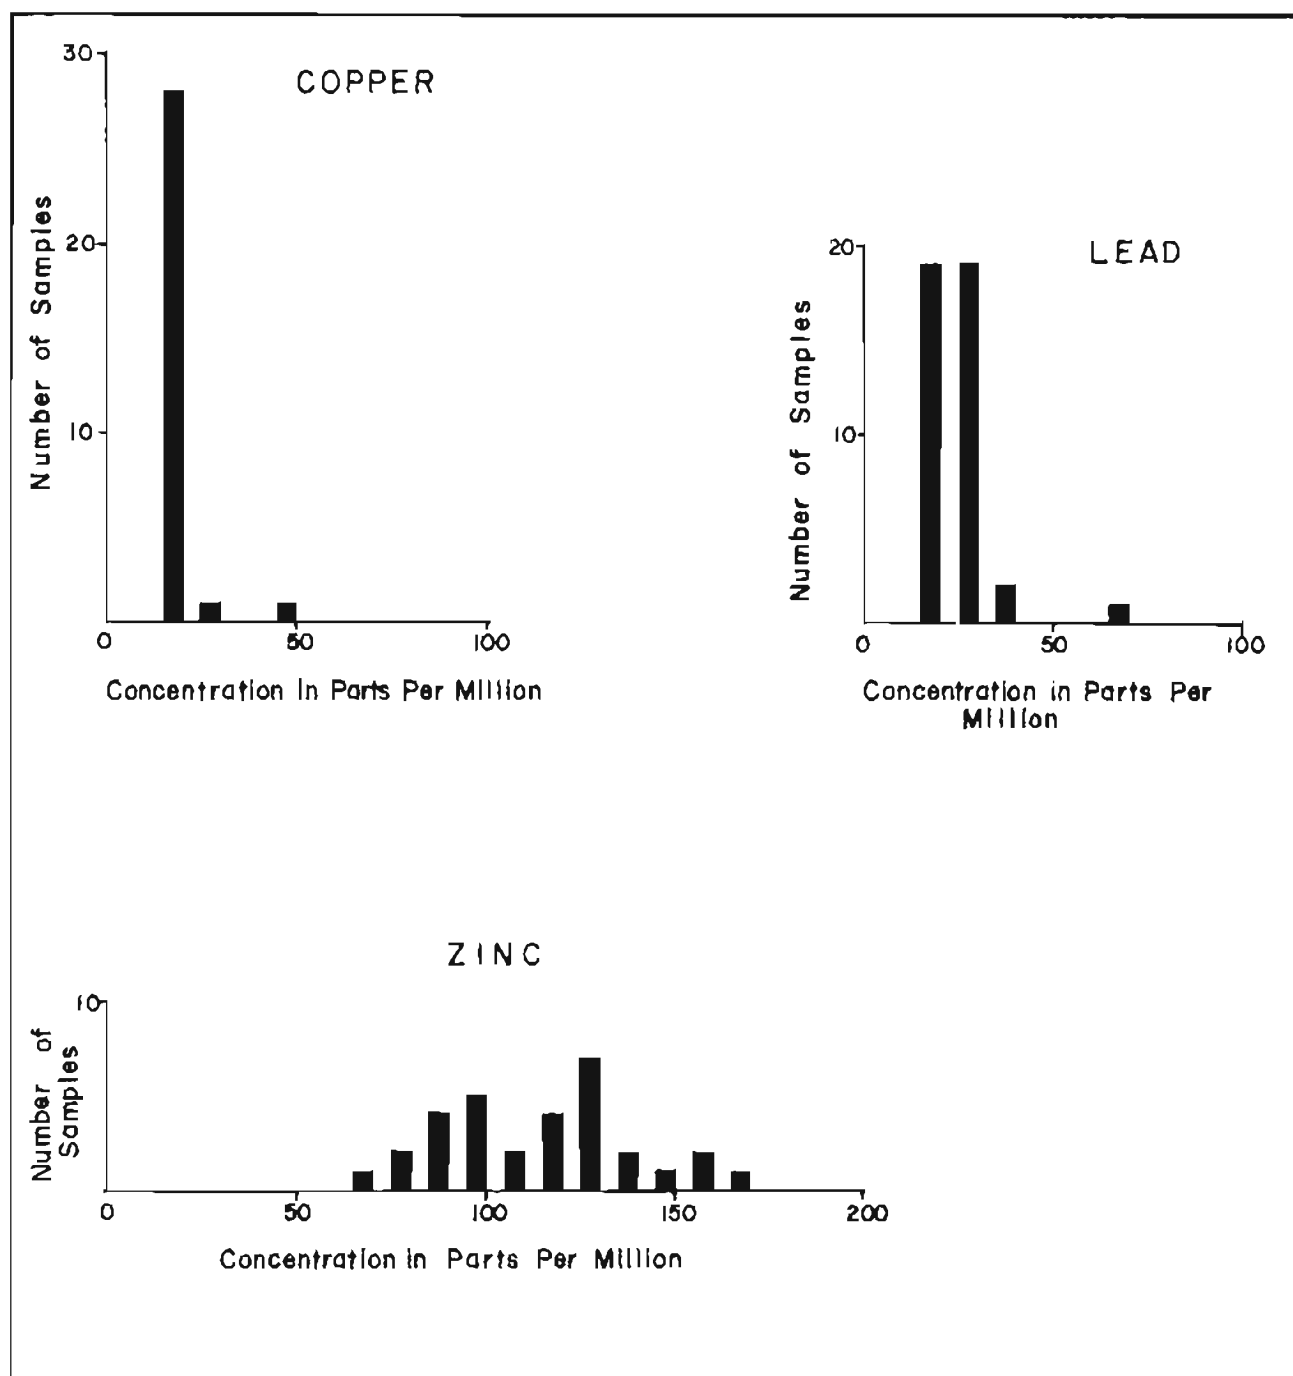 COPPER
30
20
10
Number of Samples
0 50 100
Concentration in Parts Per Million
LEAD
20
10
Number of Samples
0 50 100
Concentration in Parts Per
Million
ZINC
10
Number of
Samples
0 50 100 150 200
Concentration in Parts Per Million